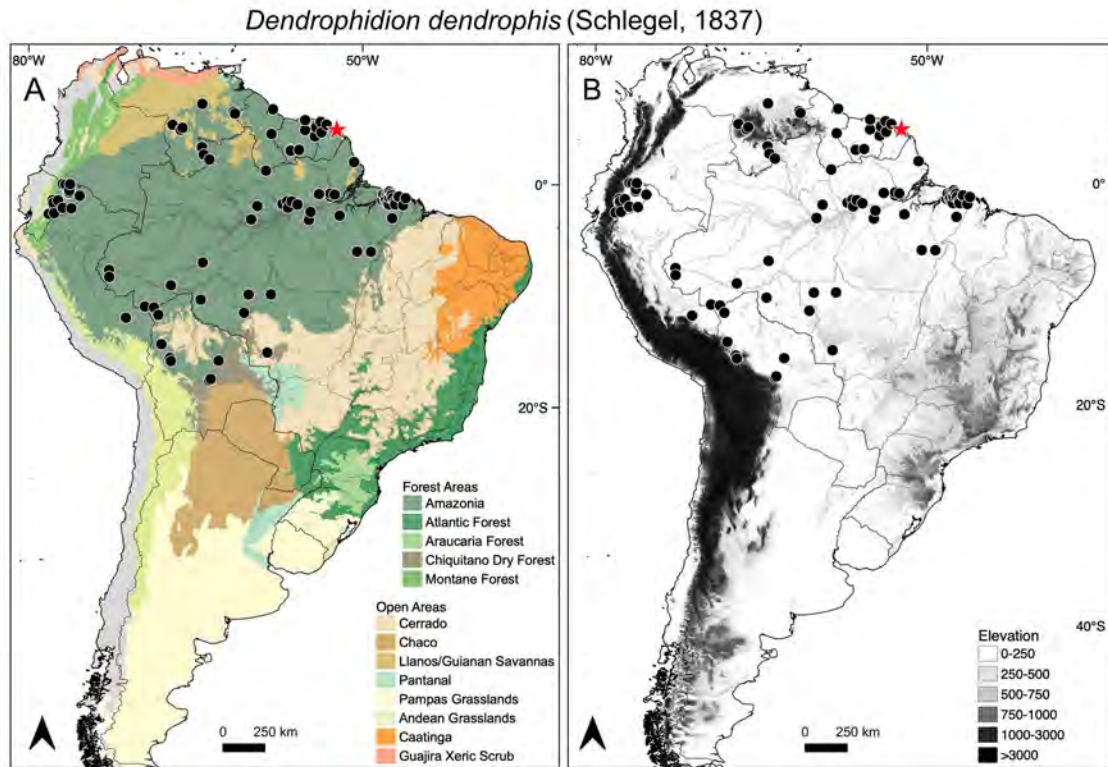 Dendrophidion dendrophis (Schlegel, 1837)
A
80°W
50°W
0°
20°S
Forest Areas
Amazonia
Atlantic Forest
Araucaria Forest
Chiquitano Dry Forest
Montane Forest
Open Areas
Cerrado
Chaco
Llanos/Guianan Savannas
Pantanal
Pampas Grasslands
Andean Grasslands
Caatinga
Guajira Xeric Scrub
0 250 km
B
80°W
50°W
0°
20°S
40°S
Elevation
0-250
250-500
500-750
750-1000
1000-3000
>3000
0 250 km